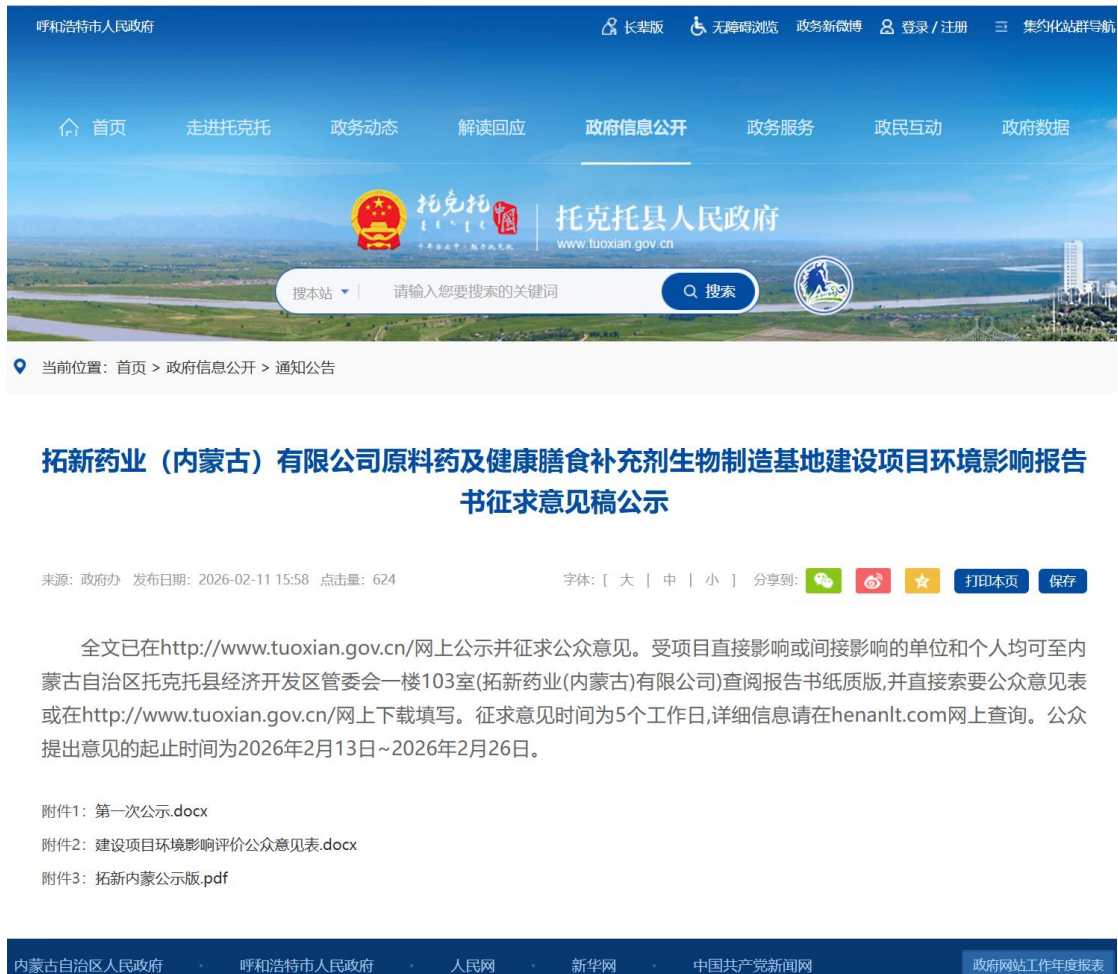 呼和浩特市人民政府 长辈版 无障碍浏览 政务新微博 登录 / 注册 集约化站群导航
首页 走进托克托 政务动态 解读回应 政府信息公开 政务服务 政民互动 政府数据
托克托 中国
托克托县人民政府
www.tuoxian.gov.cn
搜本站 请输入您要搜索的关键词 搜索
当前位置：首页 > 政府信息公开 > 通知公告
拓新药业（内蒙古）有限公司原料药及健康膳食补充剂生物制造基地建设项目环境影响报告
书征求意见稿公示
来源：政府办 发布日期：2026-02-11 15:58 点击量：624 字体：[ 大 | 中 | 小 ] 分享到： 打印本页 保存
全文已在http://www.tuoxian.gov.cn/网上公示并征求公众意见。受项目直接影响或间接影响的单位和个人均可至内
蒙古自治区托克托县经济开发区管委会一楼103室(拓新药业(内蒙古)有限公司)查阅报告书纸质版,并直接索要公众意见表
或在http://www.tuoxian.gov.cn/网上下载填写。征求意见时间为5个工作日,详细信息请在henanlt.com网上查询。公众
提出意见的起止时间为2026年2月13日~2026年2月26日。
附件1：第一次公示.docx
附件2：建设项目环境影响评价公众意见表.docx
附件3：拓新内蒙公示版.pdf
内蒙古自治区人民政府 · 呼和浩特市人民政府 · 人民网 · 新华网 · 中国共产党新闻网 政府网站工作年度报表